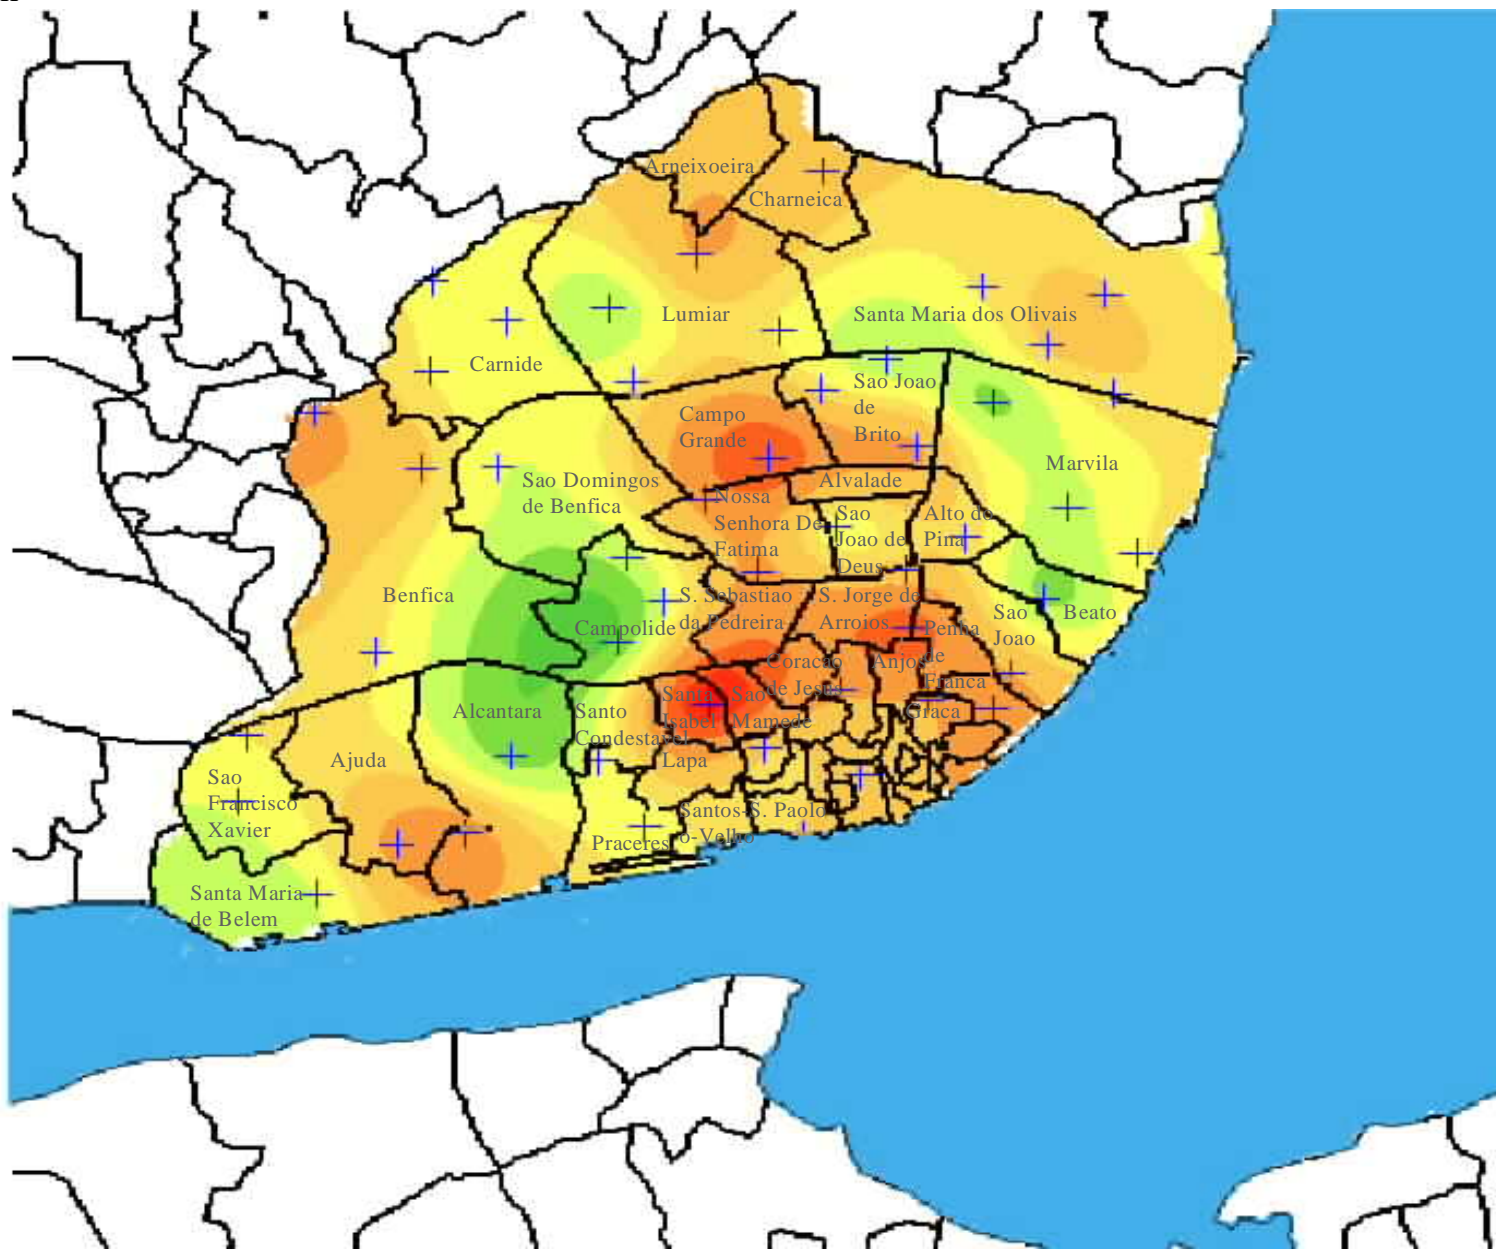 Arneixoeira
Charneica
Lumiar
Santa Maria dos Olivais
Carnide
Sao Joao
de
Brito
Campo
Grande
Marvila
Sao Domingos
de Benfica
Alvalade
Nossa
Senhora De
Fatima
Sao
Joao de
Deus
Alto do
Pina
Benfica
S. Sebastiao
da Pedreira
S. Jorge de
Arroios
Sao
Joao
Beato
Campolide
Penha
de
Franca
Coracao
de Jesus
Anjos
Santa
Isabel
Sao
Mamede
Graca
Alcantara
Santo
Condestavel
Lapa
Ajuda
Sao
Francisco
Xavier
Santos-
o-Velho
S. Paolo
Praceres
Santa Maria
de Belem